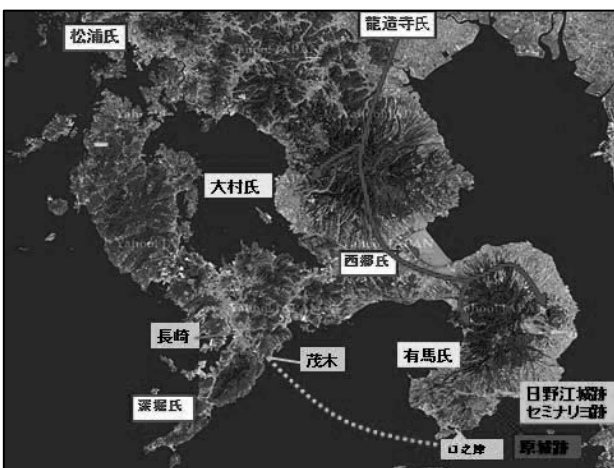 龍造寺氏
松浦氏
大村氏
西郷氏
長崎
茂木
有馬氏
深堀氏
日野江城跡
セミナリヨ跡
口之津
原城跡